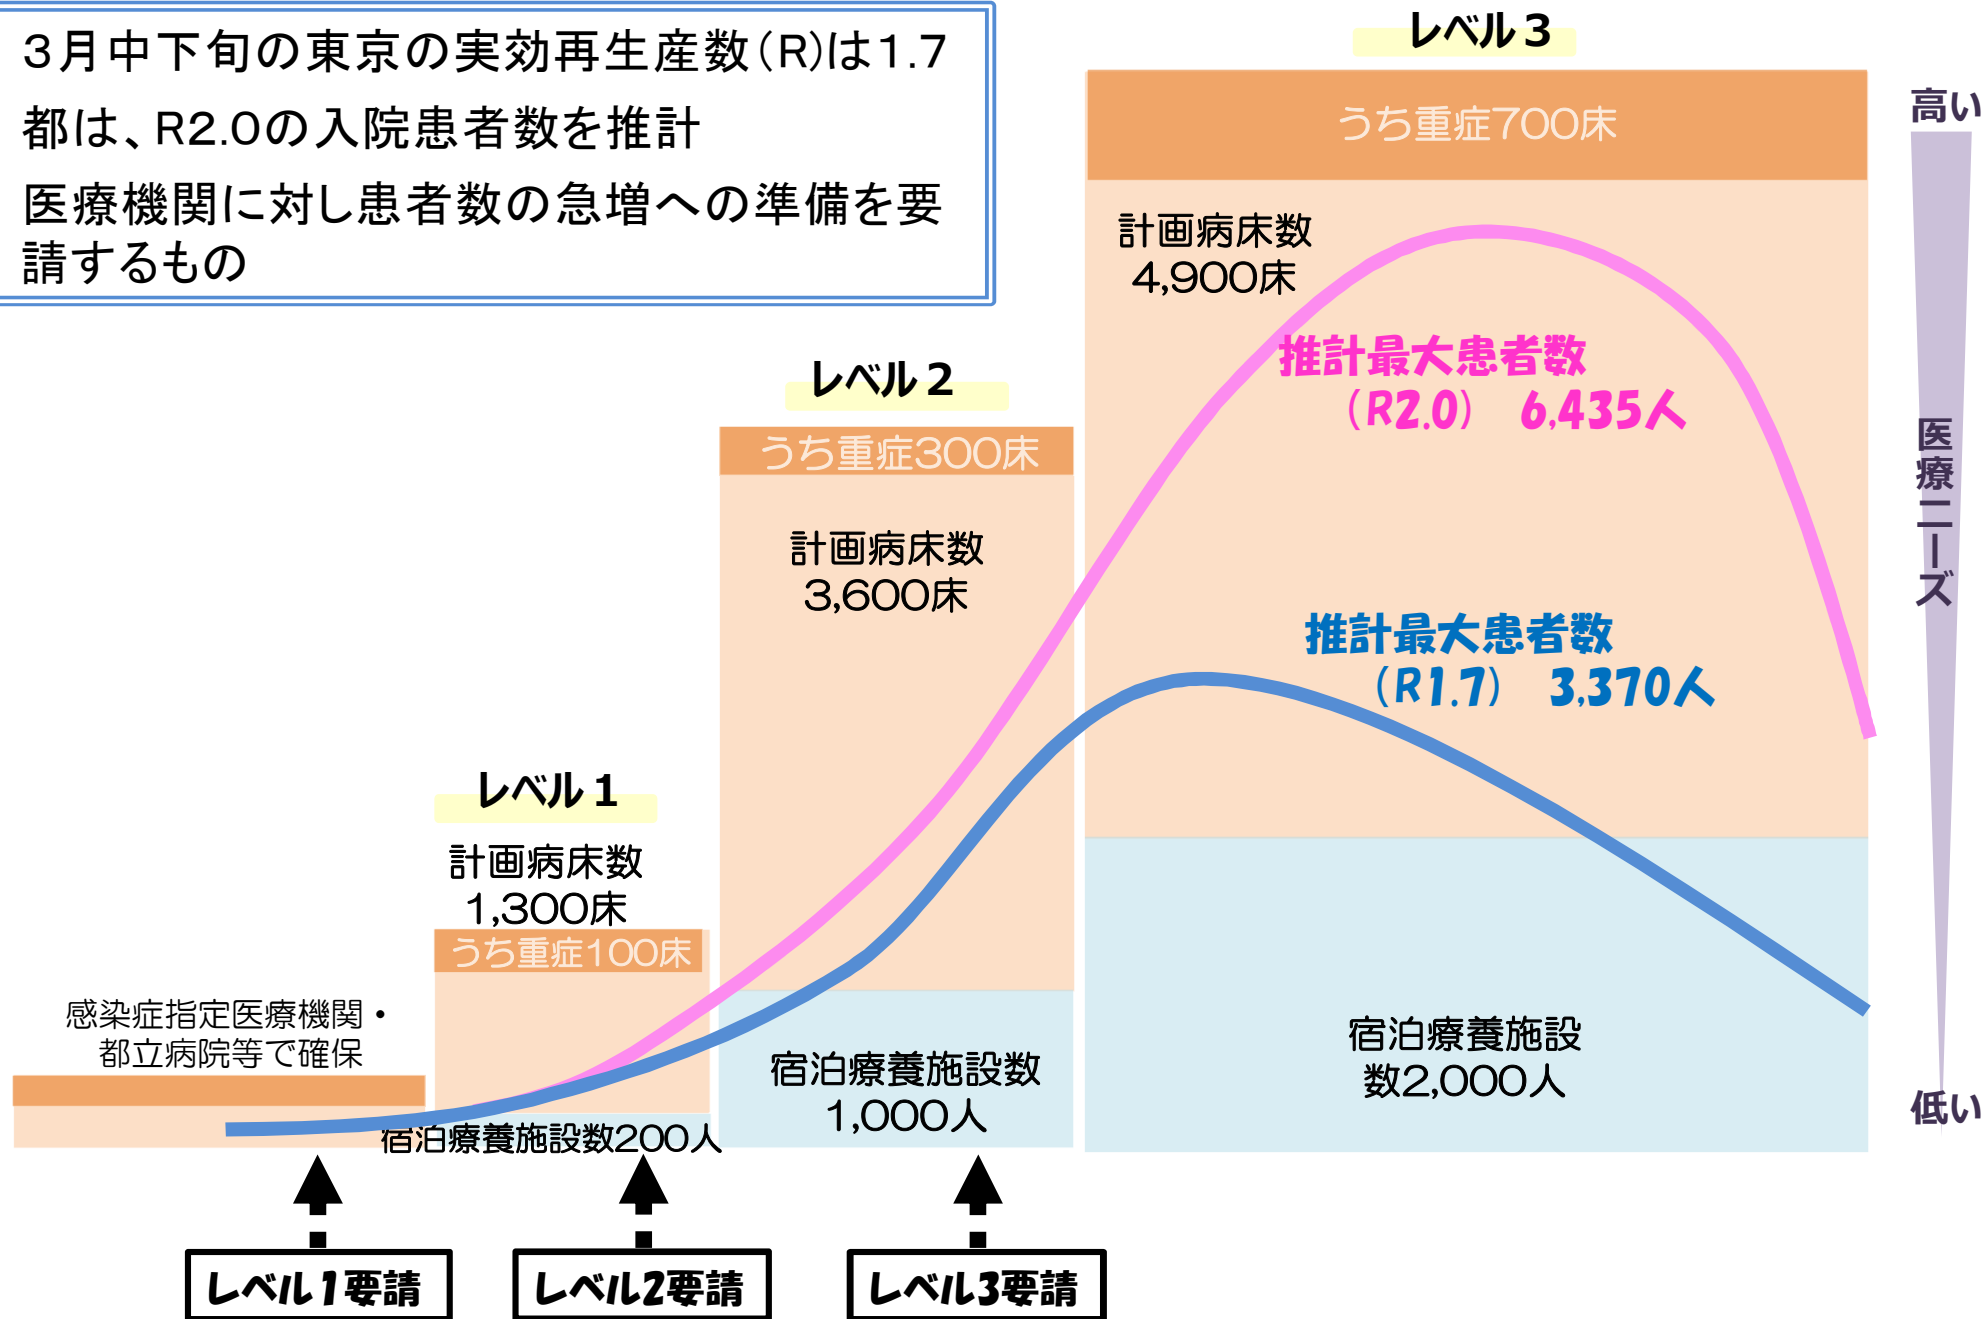 ３月中下旬の東京の実効再生産数（R)は１.７
都は、R2.0の入院患者数を推計
医療機関に対し患者数の急増への準備を要
請するもの
レベル３
うち重症700床
計画病床数
4,900床
推計最大患者数
（R2.0） 6,435人
推計最大患者数
（R1.7） 3,370人
宿泊療養施設
数2,000人
高い
医療ニーズ
低い
レベル２
うち重症300床
計画病床数
3,600床
宿泊療養施設数
1,000人
レベル１
計画病床数
1,300床
うち重症100床
宿泊療養施設数200人
感染症指定医療機関・
都立病院等で確保
レベル1要請
レベル2要請
レベル3要請